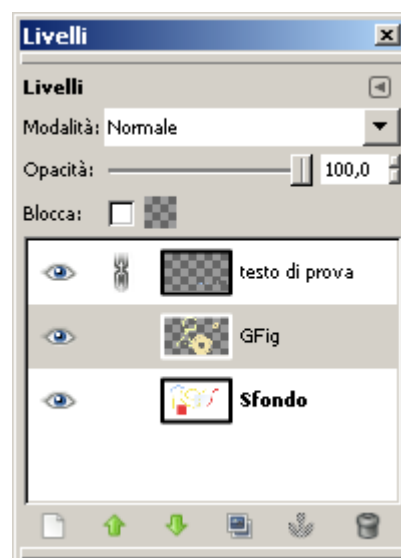 Livelli
Livelli
Modalità: Normale
Opacità: 100,0
Blocca:
testo di prova
GFig
Sfondo